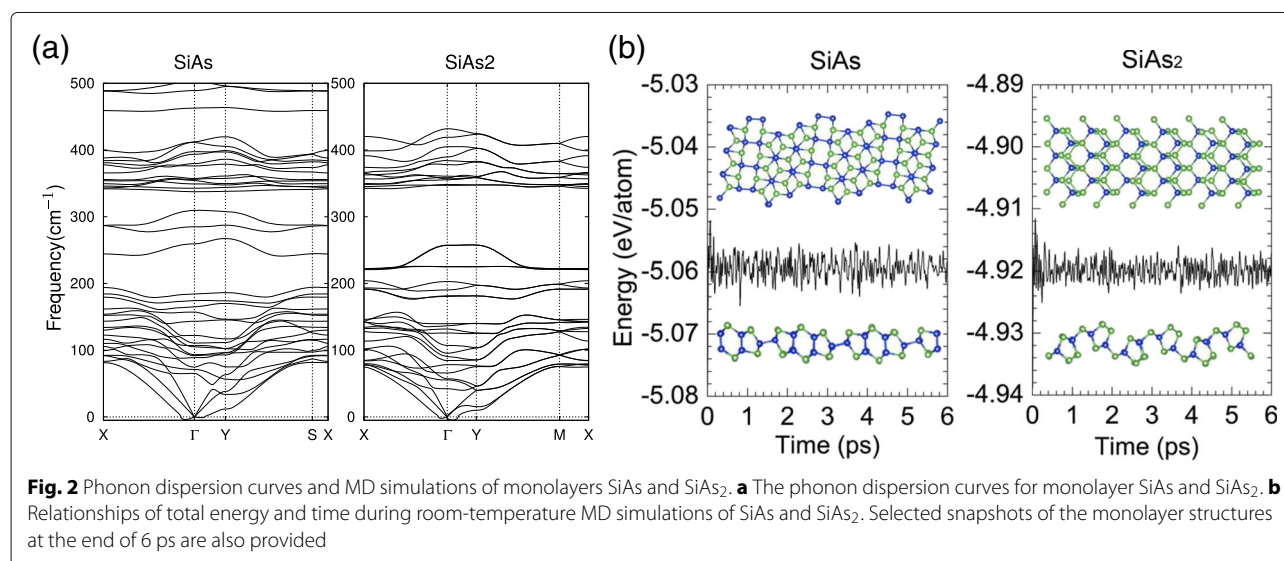 (a)
SiAs
SiAs2
500
400
300
200
100
0
Frequency(cm⁻¹)
X Γ Y S X
500
400
300
200
100
0
X Γ Y M X
(b)
SiAs
SiAs₂
Energy (eV/atom)
-5.03
-5.04
-5.05
-5.06
-5.07
-5.08
0 1 2 3 4 5 6
Time (ps)
-4.89
-4.90
-4.91
-4.92
-4.93
-4.94
0 1 2 3 4 5 6
Time (ps)
Fig. 2 Phonon dispersion curves and MD simulations of monolayers SiAs and SiAs₂. a The phonon dispersion curves for monolayer SiAs and SiAs₂. b
Relationships of total energy and time during room-temperature MD simulations of SiAs and SiAs₂. Selected snapshots of the monolayer structures
at the end of 6 ps are also provided